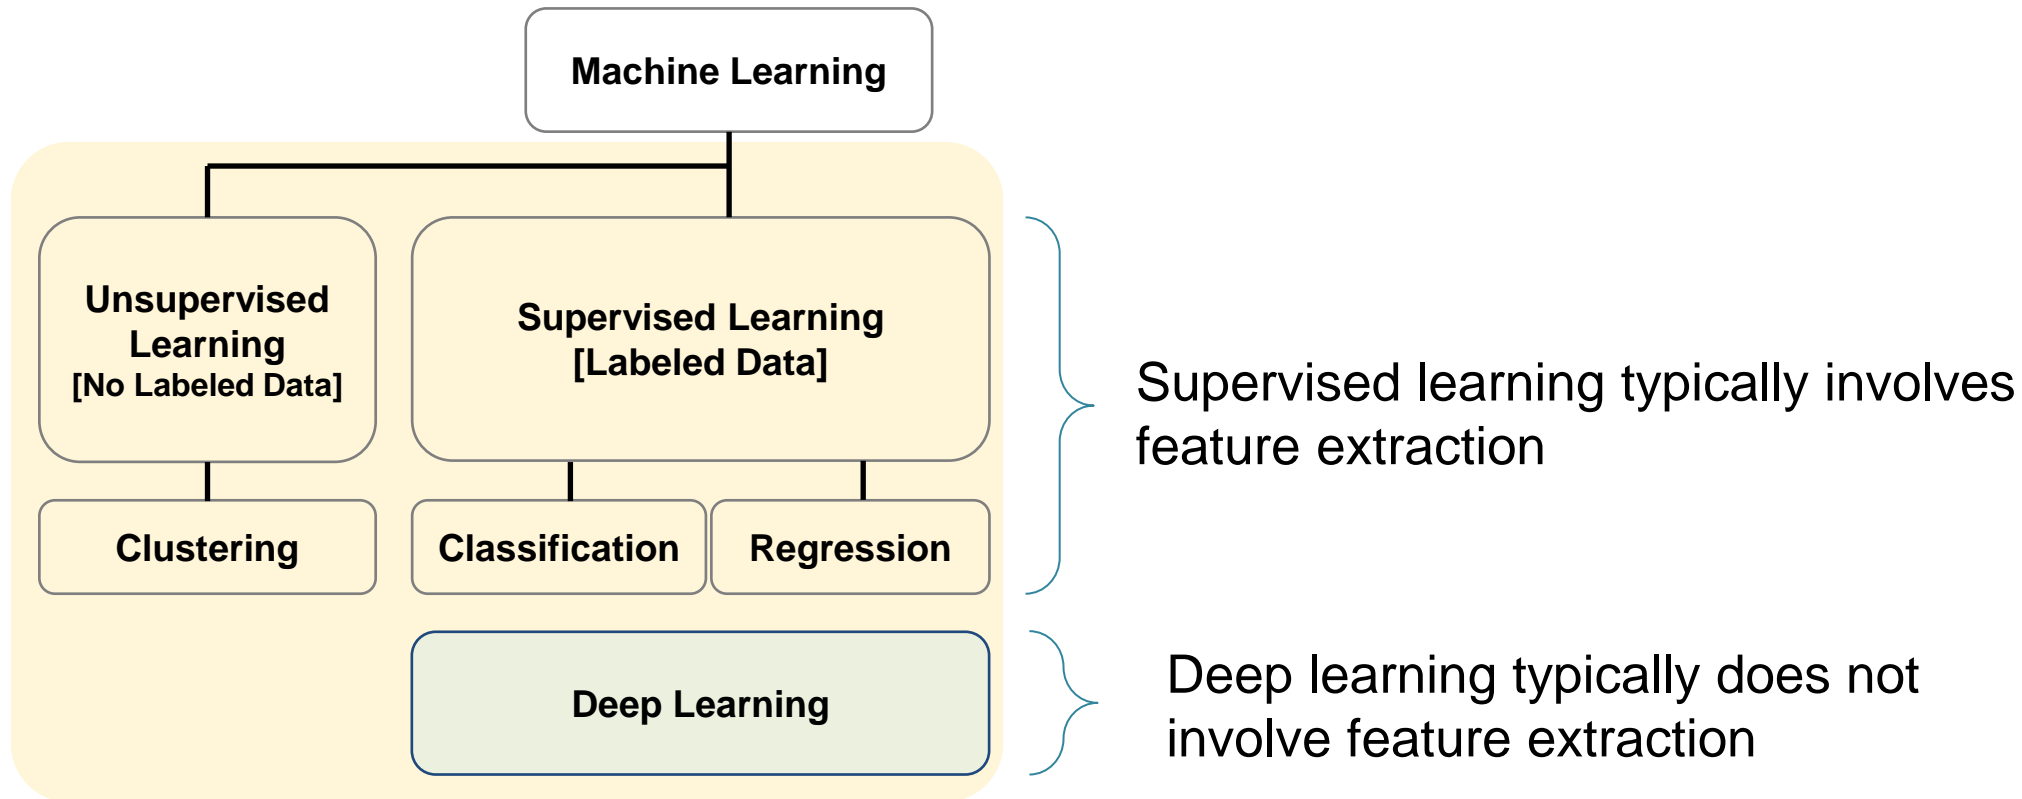 Machine Learning
Unsupervised
Learning
[No Labeled Data]
Supervised Learning
[Labeled Data]
Supervised learning typically involves
feature extraction
Clustering
Classification
Regression
Deep Learning
Deep learning typically does not
involve feature extraction